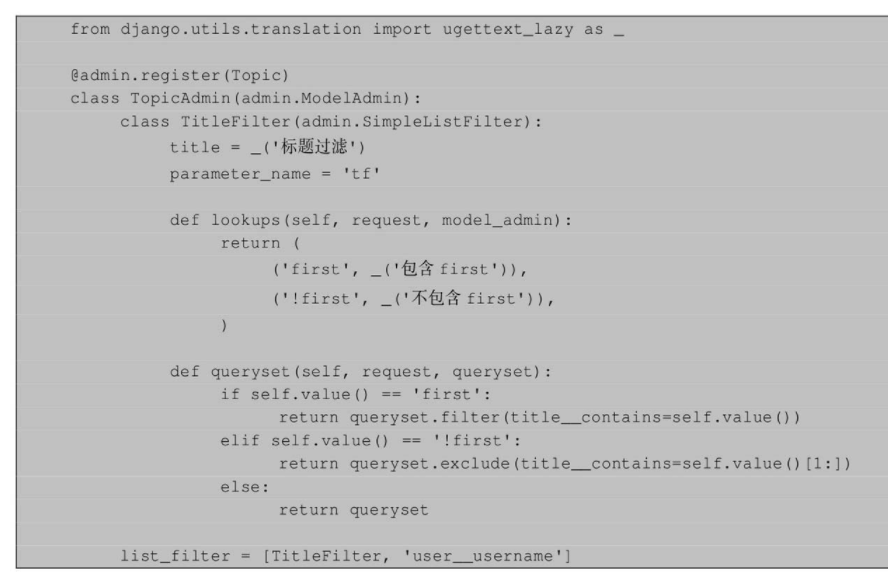 from django.utils.translation import ugettext_lazy as _
@admin.register(Topic)
class TopicAdmin(admin.ModelAdmin):
class TitleFilter(admin.SimpleListFilter):
title = _('标题过滤')
parameter_name = 'tf'
def lookups(self, request, model_admin):
return (
('first', _('包含 first')),
('!first', _('不包含 first')),
)
def queryset(self, request, queryset):
if self.value() == 'first':
return queryset.filter(title__contains=self.value())
elif self.value() == '!first':
return queryset.exclude(title__contains=self.value()[1:])
else:
return queryset
list_filter = [TitleFilter, 'user__username']